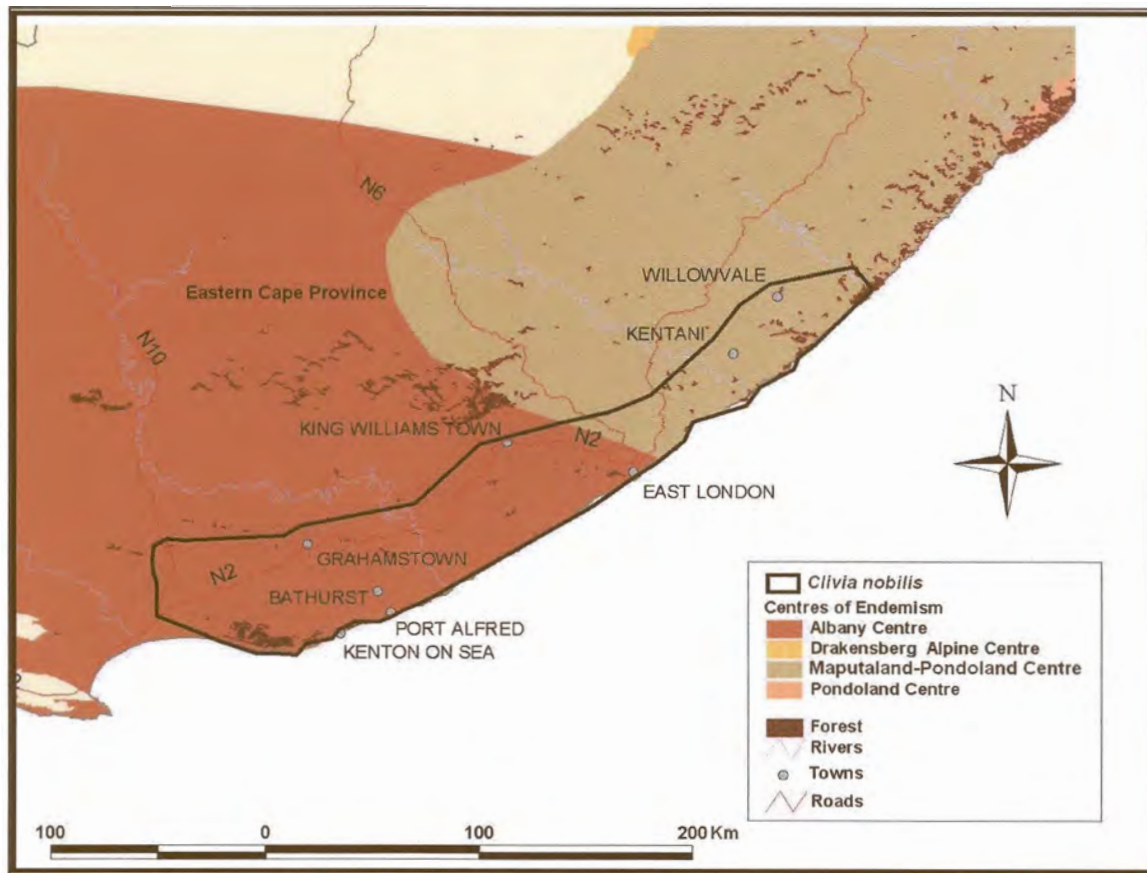 N6
WILLOWVALE
Eastern Cape Province
KENTANI
N10
KING WILLIAMS TOWN
N2
EAST LONDON
N
GRAHAMSTOWN
N2
BATHURST
PORT ALFRED
KENTON ON SEA
Clivia nobilis
Centres of Endemism
Albany Centre
Drakensberg Alpine Centre
Maputaland-Pondoland Centre
Pondoland Centre
Forest
Rivers
Towns
Roads
100 0 100 200 Km